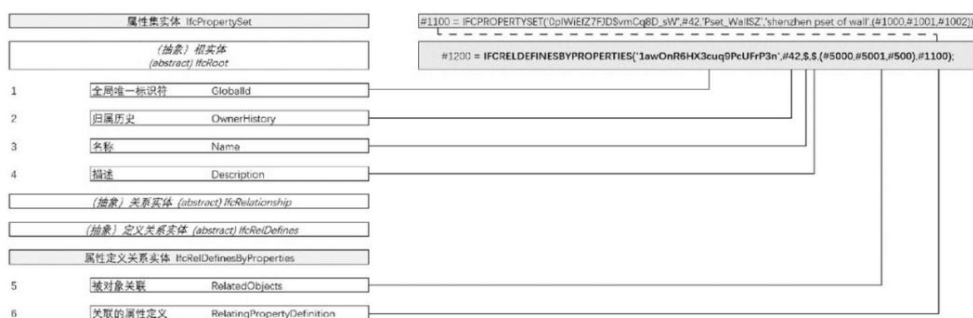 属性集实体 IfcPropertySet
#1100 = IFCPROPERTYSET('0pIWiEfZ7FJDSvmCq8D_sW',#42,'Pset_WallSZ','shenzhen pset of wall',(#1000,#1001,#1002));
(抽象) 根实体
(abstract) IfcRoot
#1200 = IFCRELDEFINESBYPROPERTIES('1awOnR6HX3cuq9PcUFrP3n',#42,$,$,(#5000,#5001,#500),#1100);
1 全局唯一标识符 GlobalId
2 归属历史 OwnerHistory
3 名称 Name
4 描述 Description
(抽象) 关系实体 (abstract) IfcRelationship
(抽象) 定义关系实体 (abstract) IfcRelDefines
属性定义关系实体 IfcRelDefinesByProperties
5 被对象关联 RelatedObjects
6 关联的属性定义 RelatingPropertyDefinition